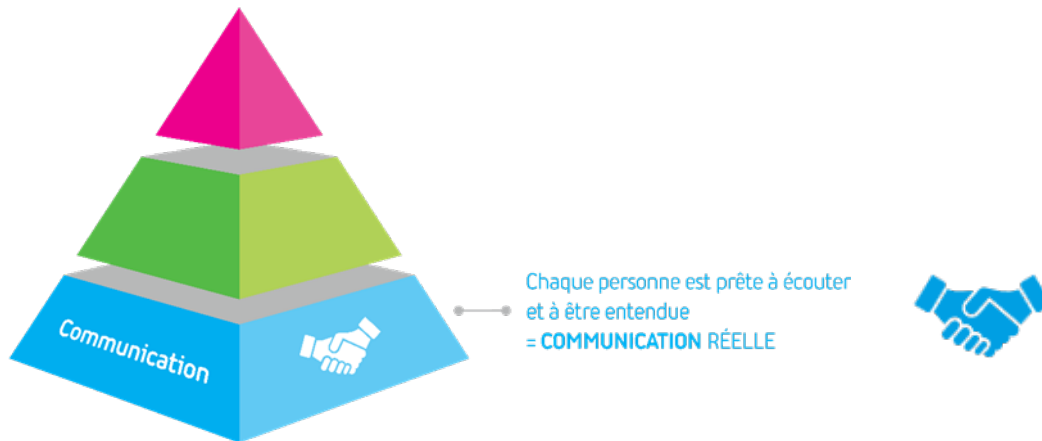 Communication
Chaque personne est prête à écouter
et à être entendue
= COMMUNICATION RÉELLE